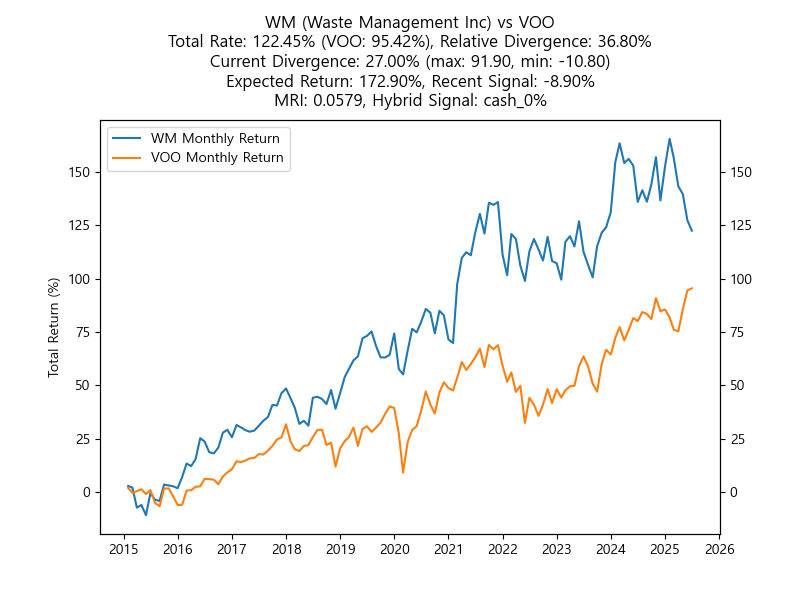 WM (Waste Management Inc) vs VOO
Total Rate: 122.45% (VOO: 95.42%), Relative Divergence: 36.80%
Current Divergence: 27.00% (max: 91.90, min: -10.80)
Expected Return: 172.90%, Recent Signal: -8.90%
MRI: 0.0579, Hybrid Signal: cash_0%
WM Monthly Return
VOO Monthly Return
Total Return (%)
150
125
100
75
50
25
0
150
125
100
75
50
25
0
2015 2016 2017 2018 2019 2020 2021 2022 2023 2024 2025 2026